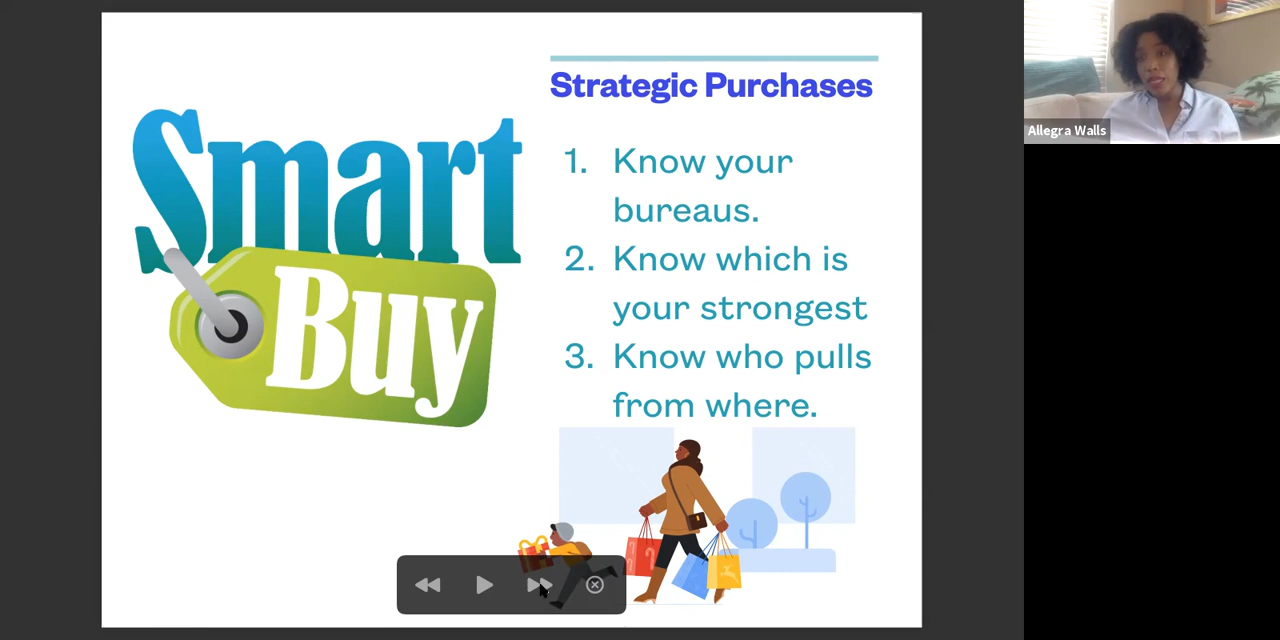 Smart
Buy
Strategic Purchases
1. Know your
bureaus.
2. Know which is
your strongest
3. Know who pulls
from where.
Allegra Walls